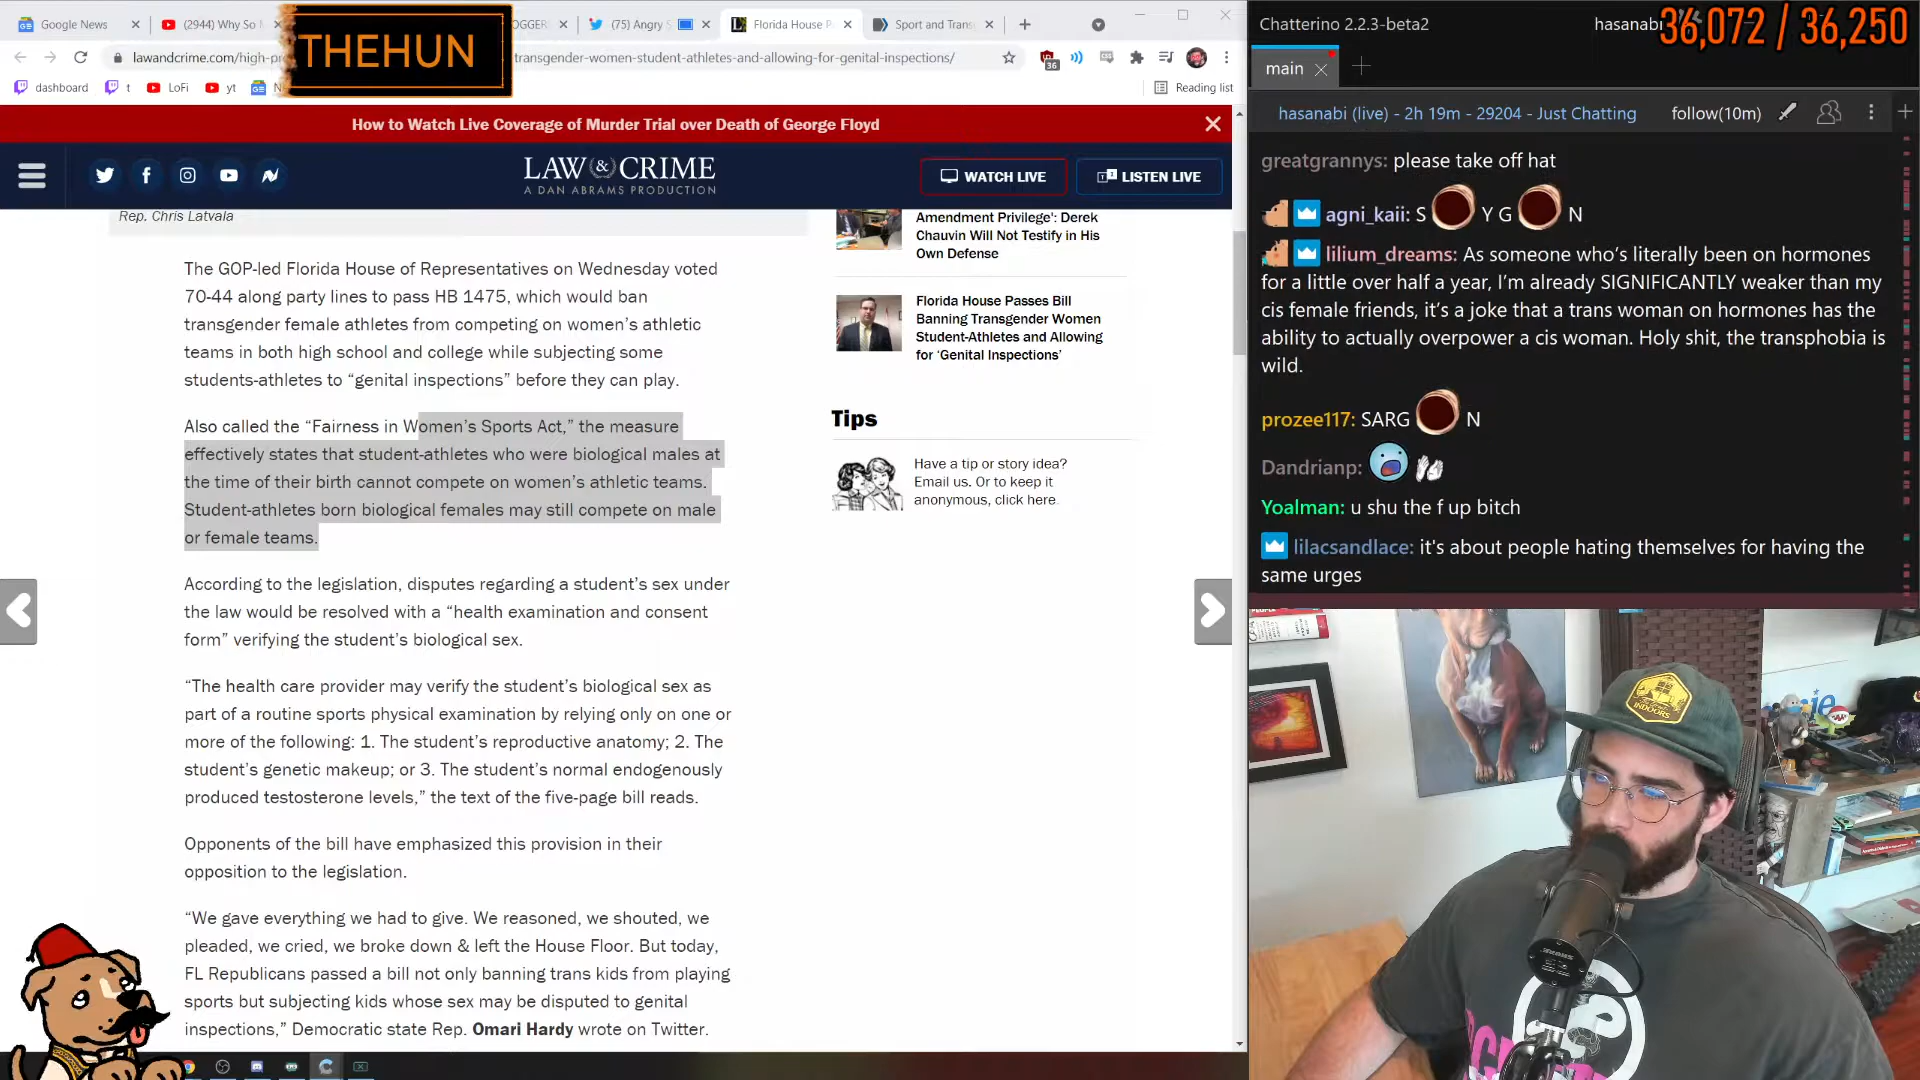 Google News
(2944) Why So
OGGER
(75) Angry S
Florida House P
Sport and Trans
THEHUN
lawandcrime.com/high-pr
transgender-women-student-athletes-and-allowing-for-genital-inspections/
36
dashboard
t
LoFi
yt
N
Reading list
How to Watch Live Coverage of Murder Trial over Death of George Floyd
LAW & CRIME
A DAN ABRAMS PRODUCTION
WATCH LIVE
LISTEN LIVE
Rep. Chris Latvala
The GOP-led Florida House of Representatives on Wednesday voted
70-44 along party lines to pass HB 1475, which would ban
transgender female athletes from competing on women's athletic
teams in both high school and college while subjecting some
students-athletes to “genital inspections” before they can play.
Also called the “Fairness in Women's Sports Act,” the measure
effectively states that student-athletes who were biological males at
the time of their birth cannot compete on women's athletic teams.
Student-athletes born biological females may still compete on male
or female teams.
According to the legislation, disputes regarding a student's sex under
the law would be resolved with a “health examination and consent
form” verifying the student's biological sex.
“The health care provider may verify the student's biological sex as
part of a routine sports physical examination by relying only on one or
more of the following: 1. The student's reproductive anatomy; 2. The
student's genetic makeup; or 3. The student's normal endogenously
produced testosterone levels,” the text of the five-page bill reads.
Opponents of the bill have emphasized this provision in their
opposition to the legislation.
“We gave everything we had to give. We reasoned, we shouted, we
pleaded, we cried, we broke down & left the House Floor. But today,
FL Republicans passed a bill not only banning trans kids from playing
sports but subjecting kids whose sex may be disputed to genital
inspections,” Democratic state Rep. Omari Hardy wrote on Twitter.
Amendment Privilege': Derek
Chauvin Will Not Testify in His
Own Defense
Florida House Passes Bill
Banning Transgender Women
Student-Athletes and Allowing
for 'Genital Inspections'
Tips
Have a tip or story idea?
Email us. Or to keep it
anonymous, click here.
Chatterino 2.2.3-beta2
hasanabi
36,072 / 36,250
main
hasanabi (live) - 2h 19m - 29204 - Just Chatting
follow(10m)
greatgrannys: please take off hat
agni_kaii: S Y G N
lilium_dreams: As someone who's literally been on hormones
for a little over half a year, I'm already SIGNIFICANTLY weaker than my
cis female friends, it's a joke that a trans woman on hormones has the
ability to actually overpower a cis woman. Holy shit, the transphobia is
wild.
prozee117: SARG N
Dandrianp:
Yoalman: u shu the f up bitch
lilacsandlace: it's about people hating themselves for having the
same urges
INDOORS